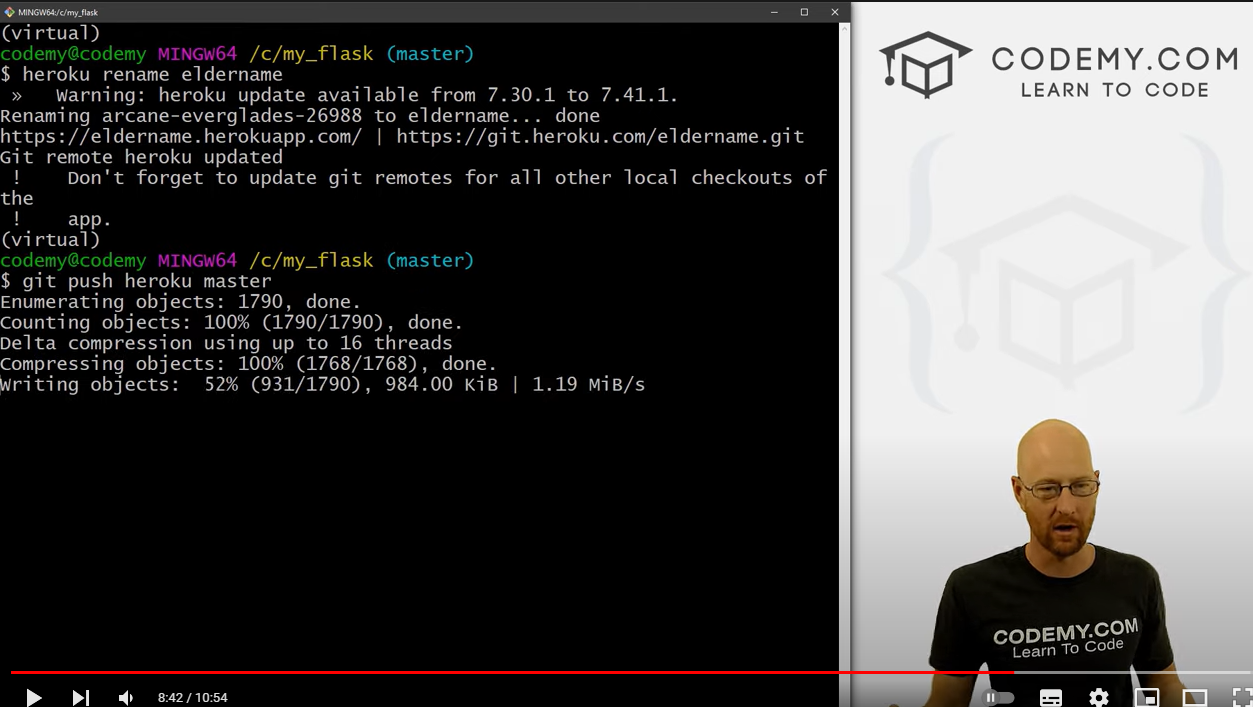 MINGW64:/c/my_flask
(virtual)
codemy@codemy MINGW64 /c/my_flask (master)
$ heroku rename eldername
» Warning: heroku update available from 7.30.1 to 7.41.1.
Renaming arcane-everglades-26988 to eldername... done
https://eldername.herokuapp.com/ | https://git.heroku.com/eldername.git
Git remote heroku updated
! Don't forget to update git remotes for all other local checkouts of
the
! app.
(virtual)
codemy@codemy MINGW64 /c/my_flask (master)
$ git push heroku master
Enumerating objects: 1790, done.
Counting objects: 100% (1790/1790), done.
Delta compression using up to 16 threads
Compressing objects: 100% (1768/1768), done.
Writing objects: 52% (931/1790), 984.00 KiB | 1.19 MiB/s
CODEMY.COM
LEARN TO CODE
CODEMY.COM
Learn To Code
8:42 / 10:54